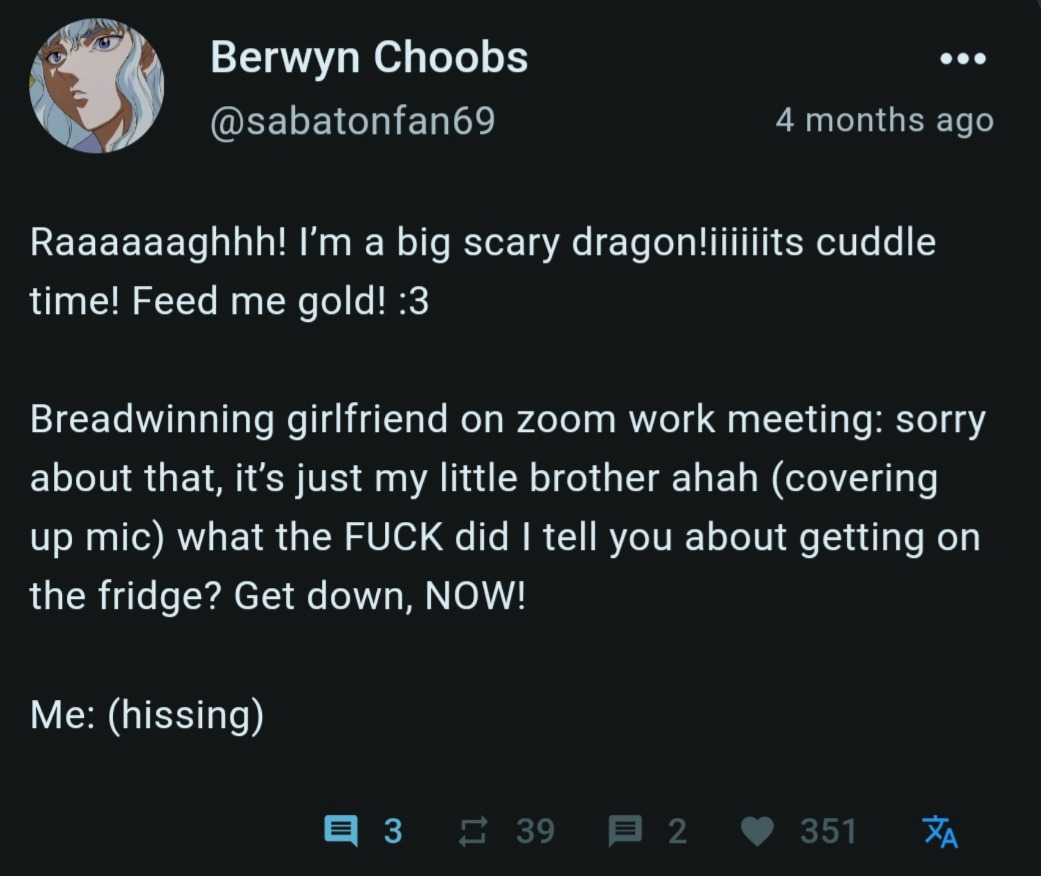 Berwyn Choobs
@sabatonfan69
4 months ago
Raaaaaaghhh! I’m a big scary dragon!iiiiiits cuddle
time! Feed me gold! :3
Breadwinning girlfriend on zoom work meeting: sorry
about that, it’s just my little brother ahah (covering
up mic) what the FUCK did I tell you about getting on
the fridge? Get down, NOW!
Me: (hissing)
3 39 2 351